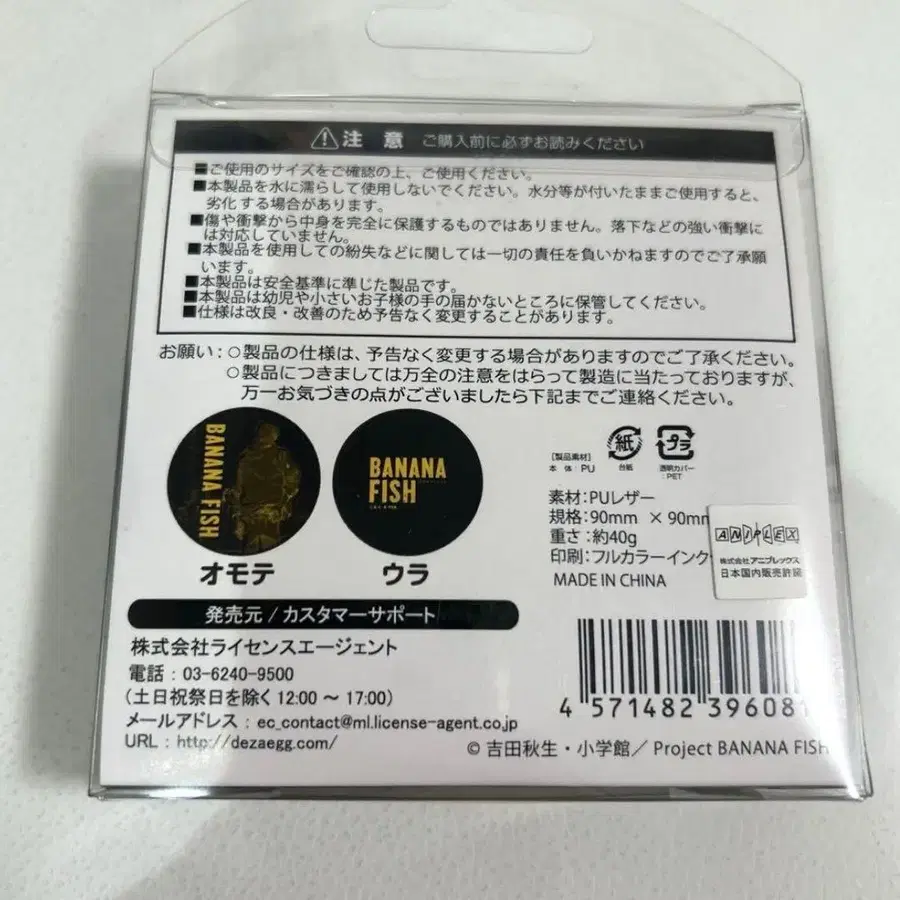 注意 ご購入前に必ずお読みください
■ご使用のサイズをご確認の上、ご使用ください。
■本製品を水に濡らして使用しないでください。水分等が付いたままご使用すると、
劣化する場合があります。
■傷や衝撃から中身を完全に保護するものではありません。落下などの強い衝撃に
は対応していません。
■本製品を使用しての紛失などに関しては一切の責任を負いかねますのでご了承願
います。
■本製品は安全基準に準じた製品です。
■本製品は幼児や小さいお子様の手の届かないところに保管してください。
■仕様は改良・改善のため予告なく変更することがあります。
お願い：○製品の仕様は、予告なく変更する場合がありますのでご了承ください。
○製品につきましては万全の注意をはらって製造に当たっておりますが、
万一お気づきの点がございましたら下記までご連絡ください。
BANANA FISH
オモテ
BANANA
FISH
ウラ
[製品素材]
本 体：PU
紙
台紙
プラ
透明カバー
:PET
素材：PUレザー
規格：90mm × 90mm
重さ：約40g
印刷：フルカラーインク
MADE IN CHINA
ANIPLEX
株式会社アニプレックス
日本国内販売許諾
発売元 / カスタマーサポート
株式会社ライセンスエージェント
電話：03-6240-9500
（土日祝祭日を除く 12:00 ～ 17:00）
メールアドレス：ec_contact@ml.license-agent.co.jp
URL：http://dezaegg.com/
4 571482 396081
© 吉田秋生・小学館／ Project BANANA FISH